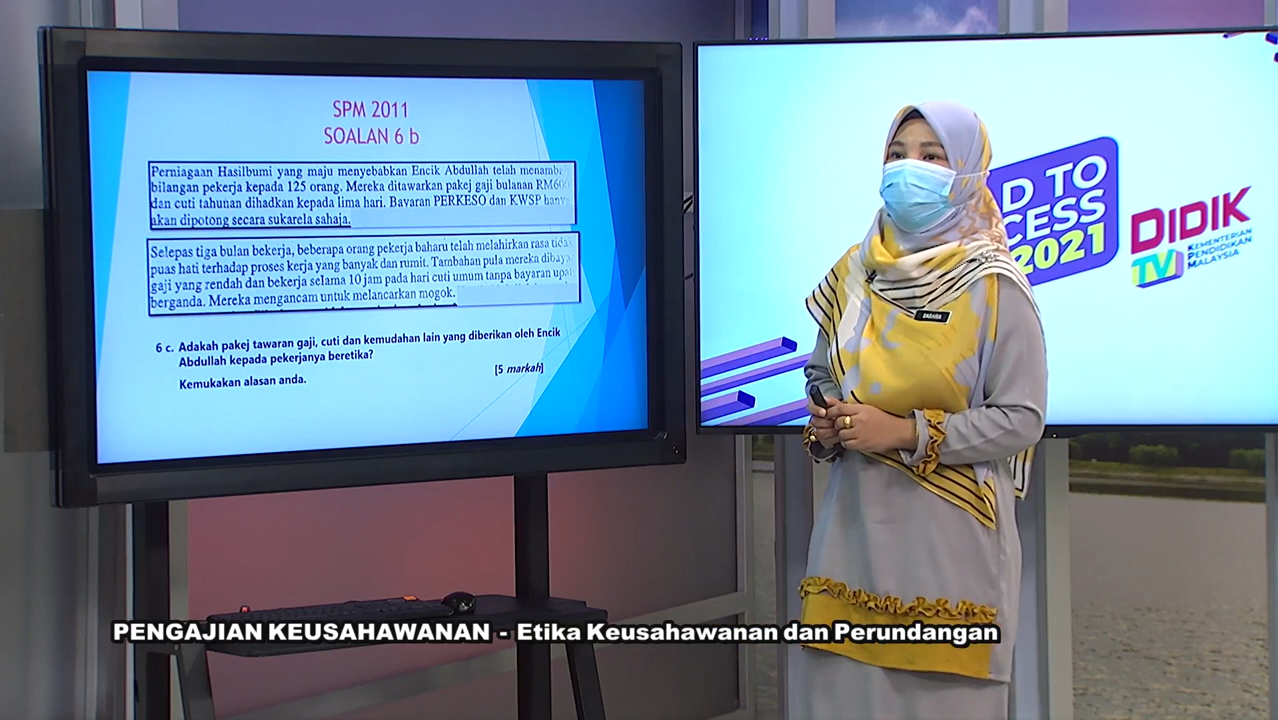 SPM 2011
SOALAN 6 b
Perniagaan Hasilbumi yang maju menyebabkan Encik Abdullah telah
bilangan pekerja kepada 125 orang. Mereka ditawarkan pakej gaji bulanan
dan cuti tahunan dihadkan kepada lima hari. Bayaran PERKESO dan KWSP
akan dipotong secara sukarela sahaja.
Selepas tiga bulan bekerja, beberapa orang pekerja baharu telah melahirkan rasa
puas hati terhadap proses kerja yang banyak dan rumit. Tambahan pula mereka
gaji yang rendah dan bekerja selama 10 jam pada hari cuti umum tanpa bayaran
berganda. Mereka mengancam untuk melancarkan mogok.
6 c. Adakah pakej tawaran gaji, cuti dan kemudahan lain yang diberikan oleh Encik
Abdullah kepada pekerjanya beretika?
[5 markah]
Kemukakan alasan anda.
D TO
CESS
2021
DIDIK
TV
KEMENTERIAN
PENDIDIKAN
MALAYSIA
PENGAJIAN KEUSAHAWANAN - Etika Keusahawanan dan Perundangan